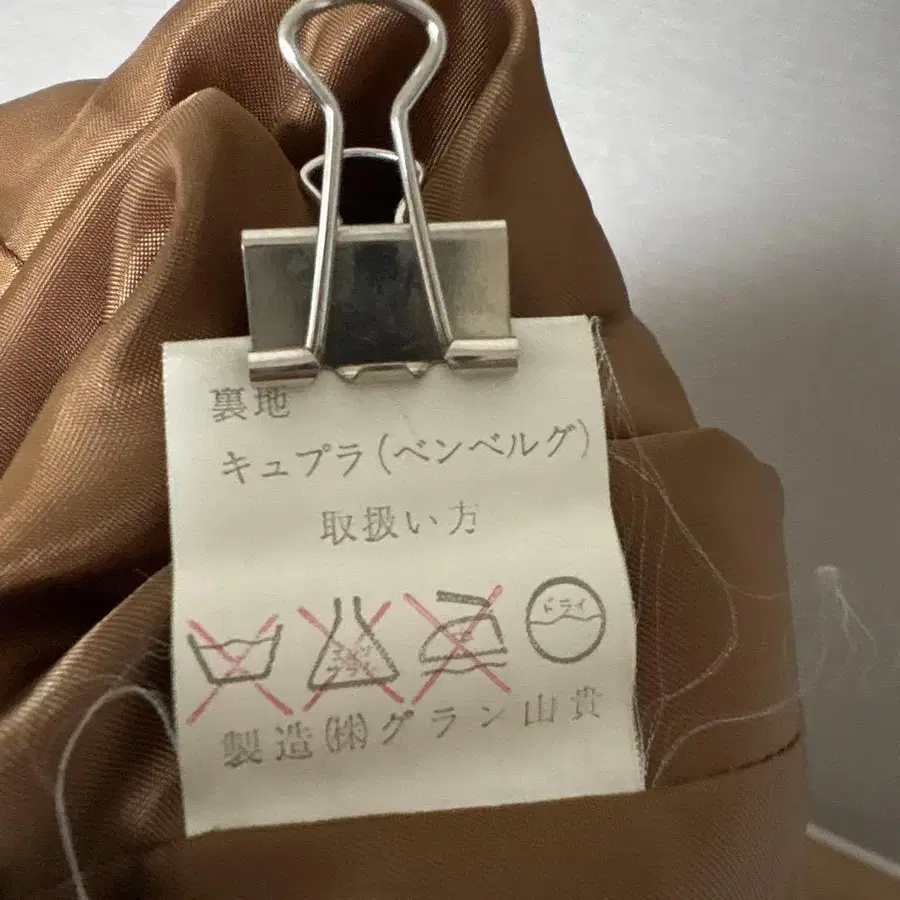 裏地
キュプラ(ベンベルグ)
取扱い方
ドライ
製造㈱グラン山貴